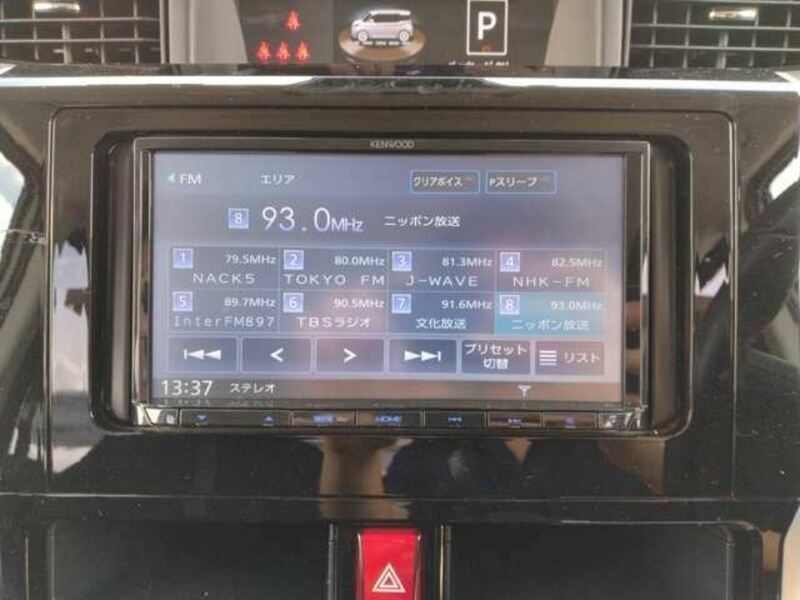 P
KENWOOD
FM エリア クリアボイス Pスリープ
8 93.0MHz ニッポン放送
1 79.5MHz 2 80.0MHz 3 81.3MHz 4 82.5MHz
NACK5 TOKYO FM J-WAVE NHK-FM
5 89.7MHz 6 90.5MHz 7 91.6MHz 8 93.0MHz
InterFM897 TBSラジオ 文化放送 ニッポン放送
プリセット切替 リスト
13:37 ステレオ
HOME